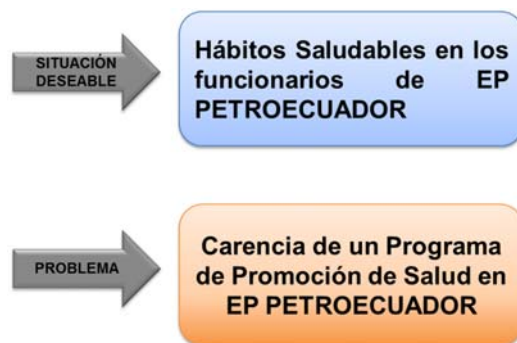 SITUACIÓN
DESEABLE
Hábitos Saludables en los
funcionarios de EP
PETROECUADOR
PROBLEMA
Carencia de un Programa
de Promoción de Salud en
EP PETROECUADOR